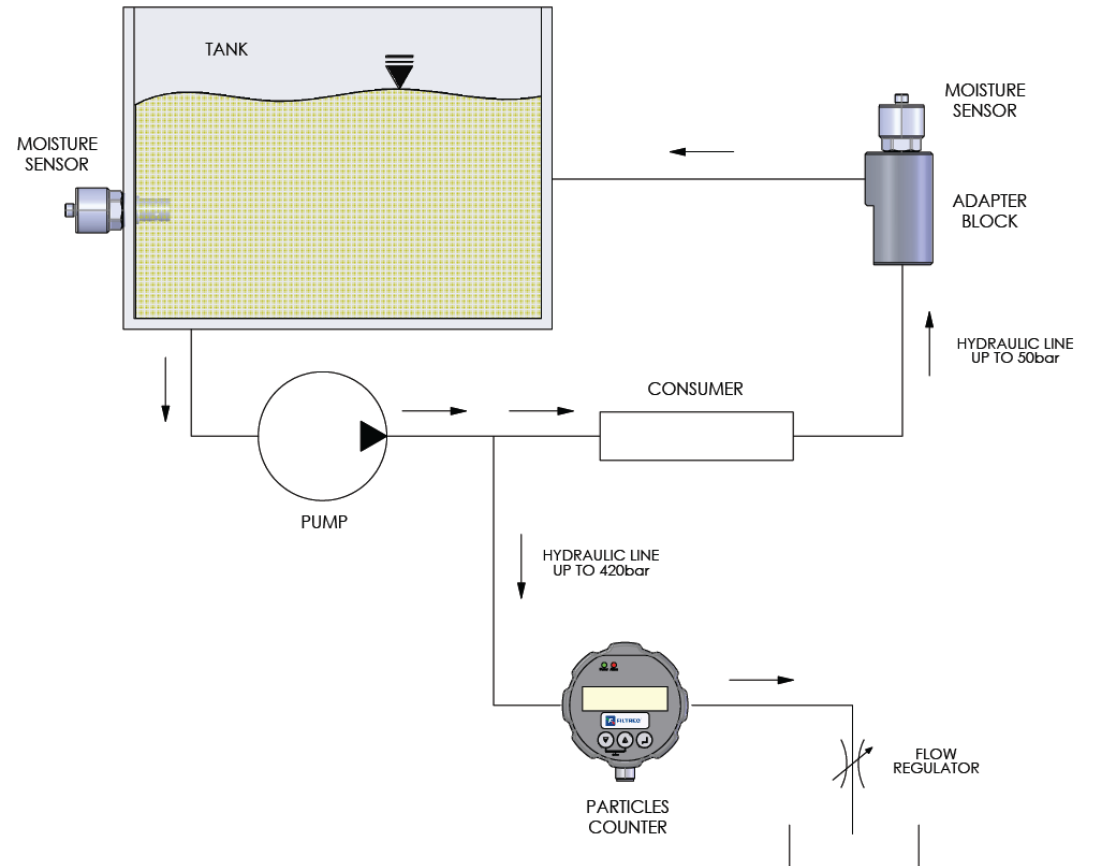 TANK
MOISTURE
SENSOR
MOISTURE
SENSOR
ADAPTER
BLOCK
HYDRAULIC LINE
UP TO 50bar
CONSUMER
PUMP
HYDRAULIC LINE
UP TO 420bar
FILTREC
FLOW
REGULATOR
PARTICLES
COUNTER